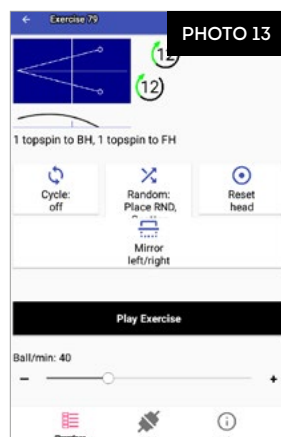 Exercise 79
PHOTO 13
12
12
1 topspin to BH, 1 topspin to FH
Cycle:
off
Random:
Place RND,
Reset
head
Mirror
left/right
Play Exercise
Ball/min: 40
- +